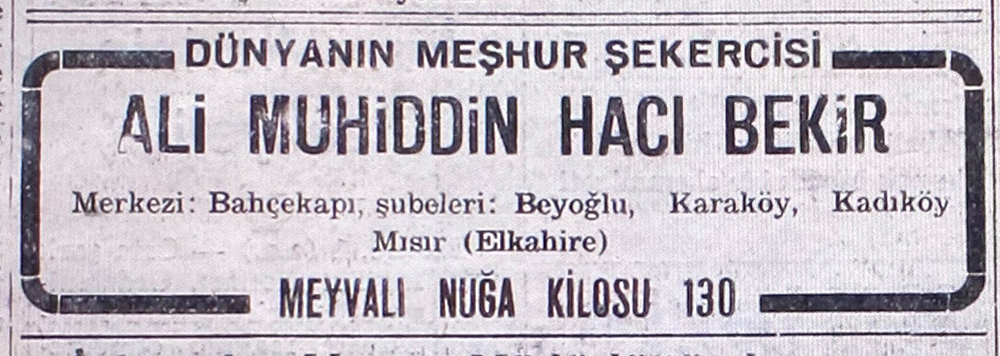 DÜNYANIN MEŞHUR ŞEKERCİSİ
ALİ MUHİDDİN HACI BEKİR
Merkezi: Bahçekapı, şubeleri: Beyoğlu, Karaköy, Kadıköy
Mısır (Elkahire)
MEYVALI NUĞA KİLOSU 130